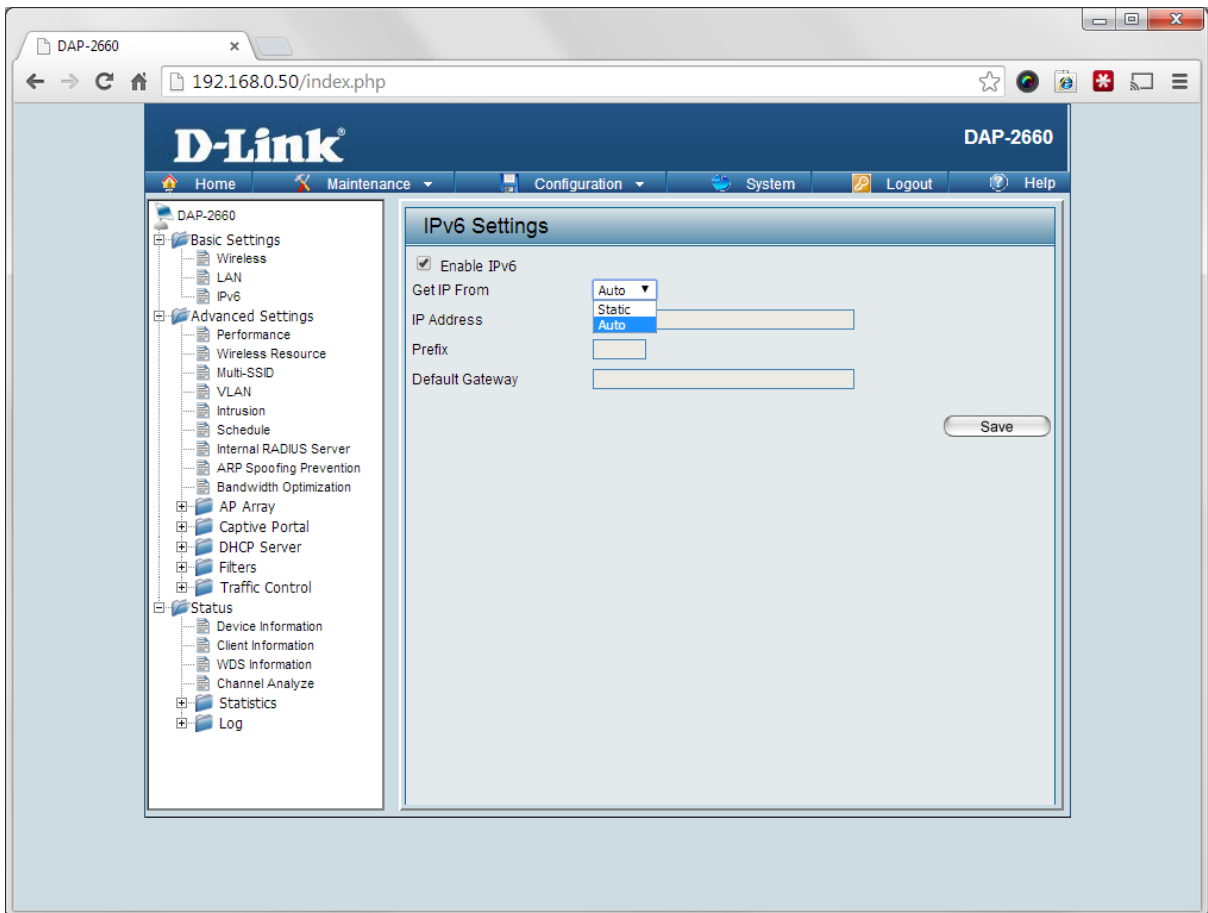 DAP-2660
192.168.0.50/index.php
D-Link®
DAP-2660
Home Maintenance Configuration System Logout Help
DAP-2660
Basic Settings
Wireless
LAN
IPv6
Advanced Settings
Performance
Wireless Resource
Multi-SSID
VLAN
Intrusion
Schedule
Internal RADIUS Server
ARP Spoofing Prevention
Bandwidth Optimization
AP Array
Captive Portal
DHCP Server
Filters
Traffic Control
Status
Device Information
Client Information
WDS Information
Channel Analyze
Statistics
Log
IPv6 Settings
Enable IPv6
Get IP From Auto
Static
IP Address Auto
Prefix
Default Gateway
Save